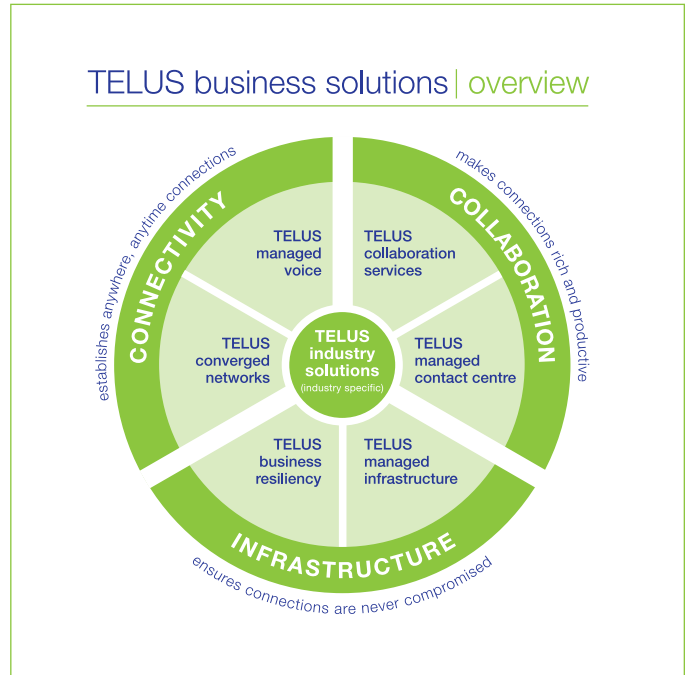 TELUS business solutions | overview
establishes anywhere, anytime connections
CONNECTIVITY
makes connections rich and productive
COLLABORATION
TELUS
managed
voice
TELUS
collaboration
services
TELUS
converged
networks
TELUS
industry
solutions
(industry specific)
TELUS
managed
contact centre
TELUS
business
resiliency
TELUS
managed
infrastructure
INFRASTRUCTURE
ensures connections are never compromised